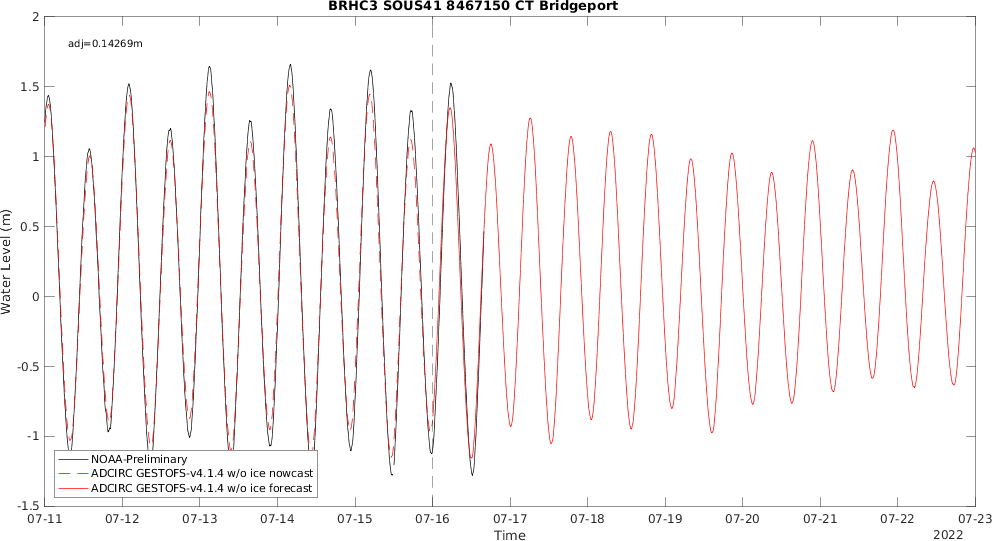 BRHC3 SOUS41 8467150 CT Bridgeport
adj=0.14269m
2
1.5
1
0.5
0
-0.5
-1
-1.5
Water Level (m)
NOAA-Preliminary
ADCIRC GESTOFS-v4.1.4 w/o ice nowcast
ADCIRC GESTOFS-v4.1.4 w/o ice forecast
07-11 07-12 07-13 07-14 07-15 07-16 07-17 07-18 07-19 07-20 07-21 07-22 07-23
Time
2022